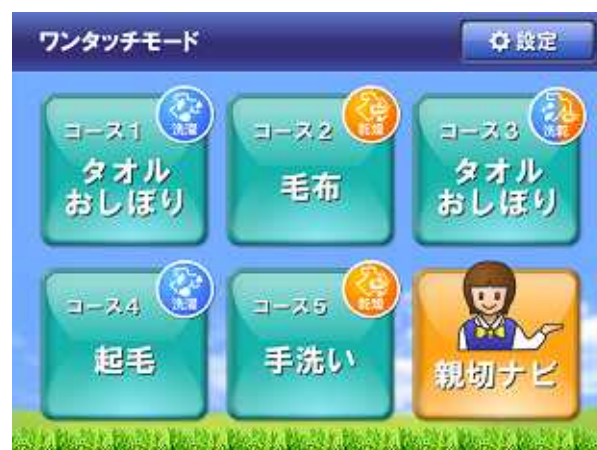 ワンタッチモード
設定
コース1
洗濯
タオル
おしぼり
コース2
乾燥
毛布
コース3
洗乾
タオル
おしぼり
コース4
洗濯
起毛
コース5
乾燥
手洗い
親切ナビ